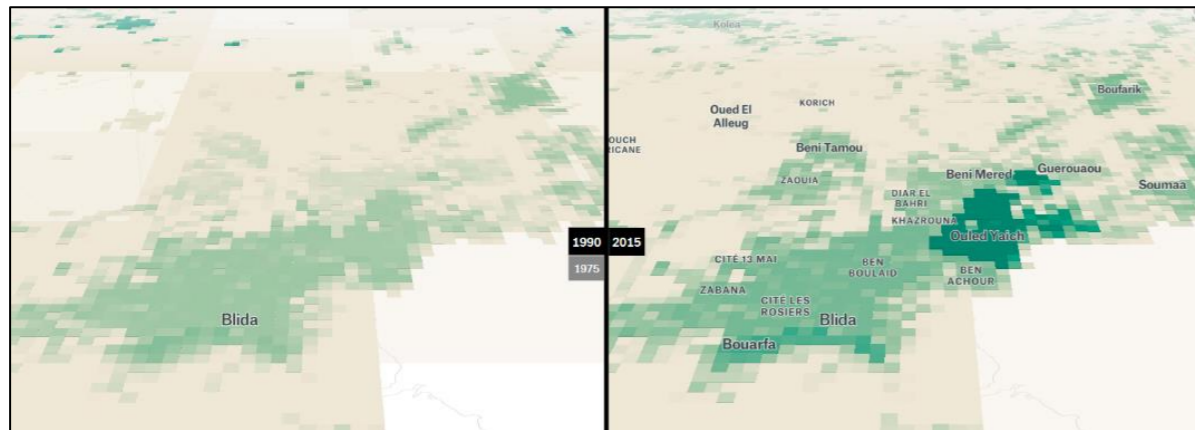 Blida
1990
1975
2015
Kolea
Boufarik
KORICH
Oued El
Alleug
OUCH
RICANE
Beni Tamou
Beni Mered
Guerouaou
ZAOUIA
Soumaa
DIAR EL
BAHRI
KHAZROUNA
Ouled Yaich
CITÉ 13 MAI
BEN
BOULAID
BEN
ACHOUR
ZABANA
CITÉ LES
ROSIERS
Blida
Bouarfa